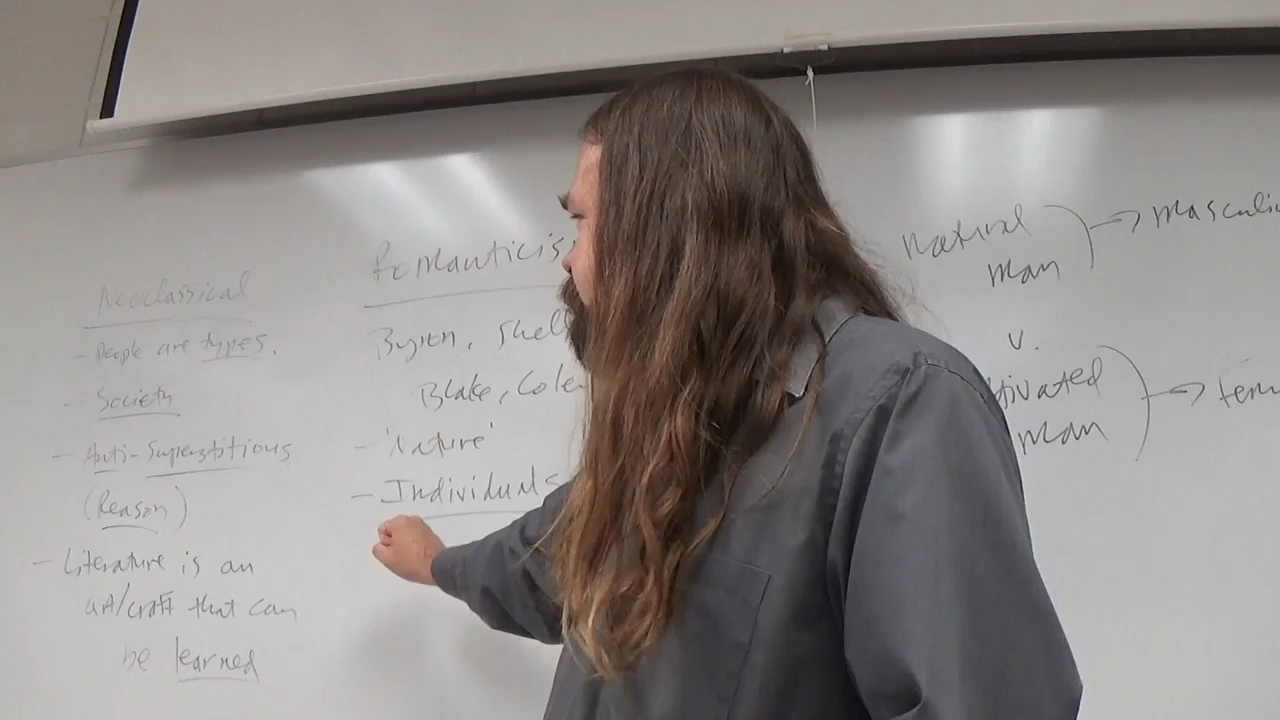 Neoclassical
- People are types.
- Society
- Anti-Superstitious
(Reason)
- Literature is an
art/craft that can
be learned
Romanticis
Byron, Shell
Blake, Cole
- 'Nature'
- Individuals
natural
man
v.
tivated
man
→ masculi
→ fem